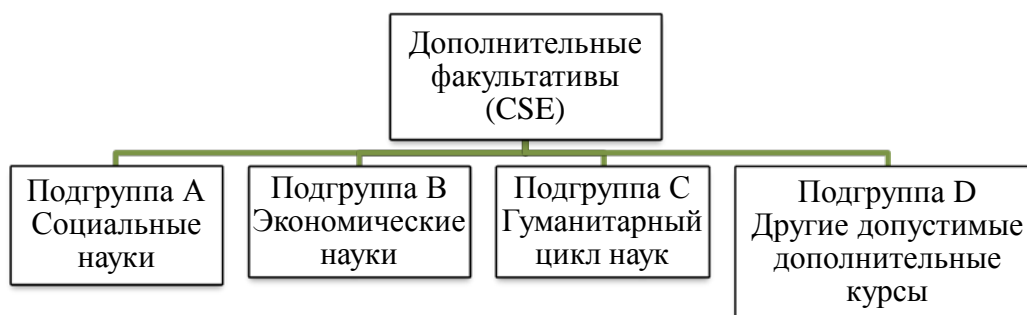 Дополнительные
факультативы
(CSE)
Подгруппа А
Социальные
науки
Подгруппа В
Экономические
науки
Подгруппа С
Гуманитарный
цикл наук
Подгруппа D
Другие допустимые
дополнительные
курсы